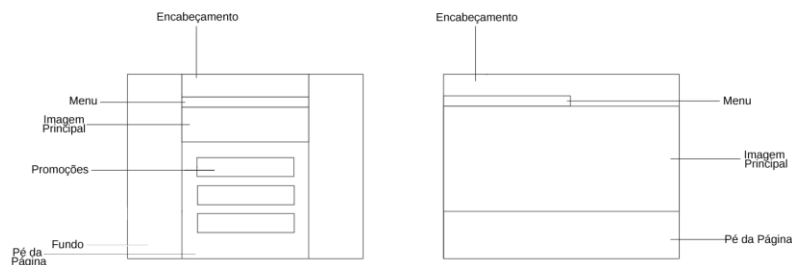 Encabeçamento
Menu
Imagem
Principal
Promoções
Fundo
Pé da
Página
Encabeçamento
Menu
Imagem
Principal
Pé da Página